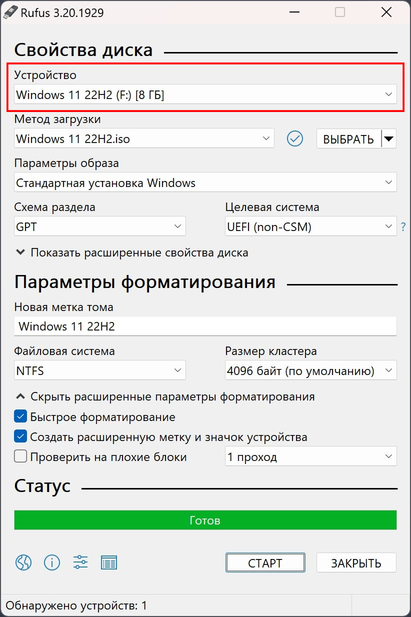 Rufus 3.20.1929
Свойства диска
Устройство
Windows 11 22H2 (F:) [8 ГБ]
Метод загрузки
Windows 11 22H2.iso
ВЫБРАТЬ
Параметры образа
Стандартная установка Windows
Схема раздела
Целевая система
GPT
UEFI (non-CSM)
?
Показать расширенные свойства диска
Параметры форматирования
Новая метка тома
Windows 11 22H2
Файловая система
Размер кластера
NTFS
4096 байт (по умолчанию)
Скрыть расширенные параметры форматирования
Быстрое форматирование
Создать расширенную метку и значок устройства
Проверить на плохие блоки
1 проход
Статус
Готов
СТАРТ
ЗАКРЫТЬ
Обнаружено устройств: 1